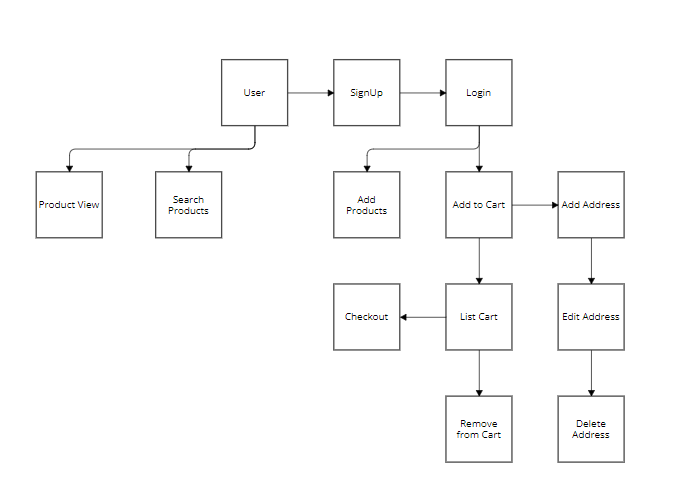 User
SignUp
Login
Product View
Search
Products
Add
Products
Add to Cart
Add Address
Checkout
List Cart
Edit Address
Remove
from Cart
Delete
Address